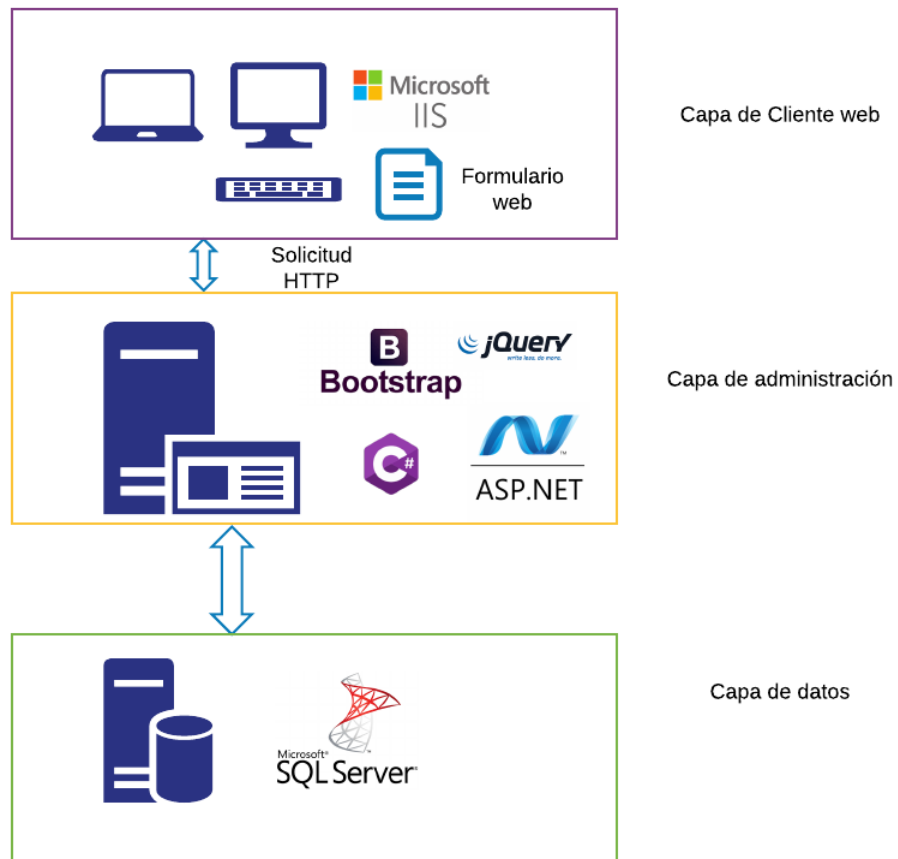 Microsoft
IIS
Capa de Cliente web
Formulario
web
Solicitud
HTTP
B
Bootstrap
jQuery
write less, do more.
Capa de administración
C#
ASP.NET
TM
Capa de datos
Microsoft®
SQL Server®